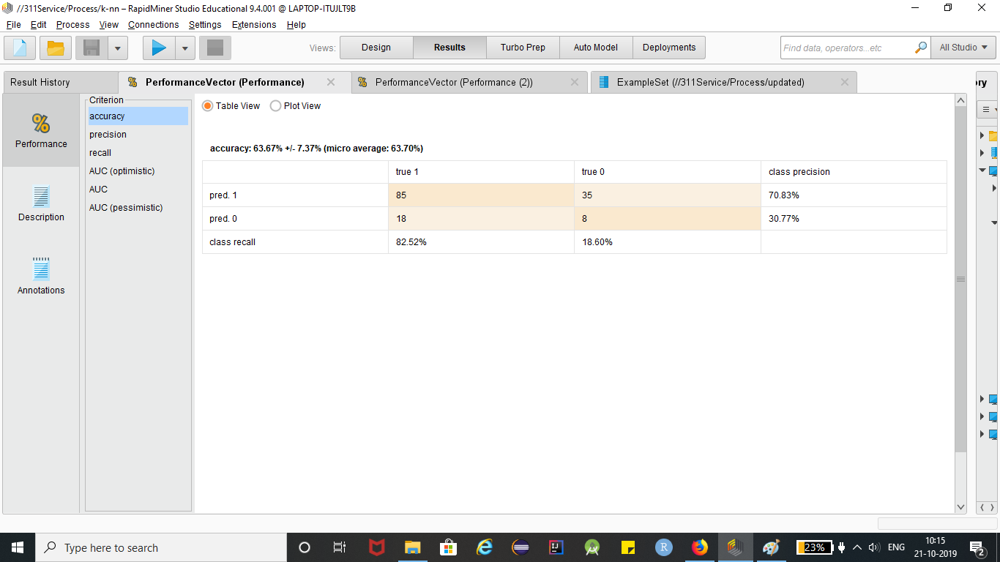 //311Service/Process/k-nn – RapidMiner Studio Educational 9.4.001 @ LAPTOP-ITUJLT9B
File Edit Process View Connections Settings Extensions Help
Views: Design Results Turbo Prep Auto Model Deployments Find data, operators...etc All Studio
Result History PerformanceVector (Performance) PerformanceVector (Performance (2)) ExampleSet (//311Service/Process/updated) ory
Performance
Description
Annotations
Criterion
accuracy
precision
recall
AUC (optimistic)
AUC
AUC (pessimistic)
Table View Plot View
accuracy: 63.67% +/- 7.37% (micro average: 63.70%)
true 1 true 0 class precision
pred. 1 85 35 70.83%
pred. 0 18 8 30.77%
class recall 82.52% 18.60%
Type here to search
IJ
R
23%
ENG
10:15
21-10-2019
2